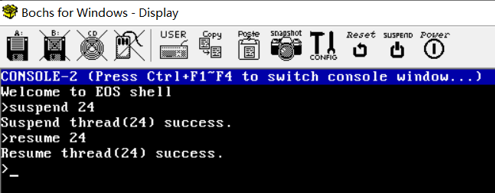 Bochs for Windows - Display
A: B: CD USER Copy Paste snapshot CONFIG Reset SUSPEND Power
CONSOLE-2 (Press Ctrl+F1~F4 to switch console window...)
Welcome to EOS shell
>suspend 24
Suspend thread(24) success.
>resume 24
Resume thread(24) success.
>_